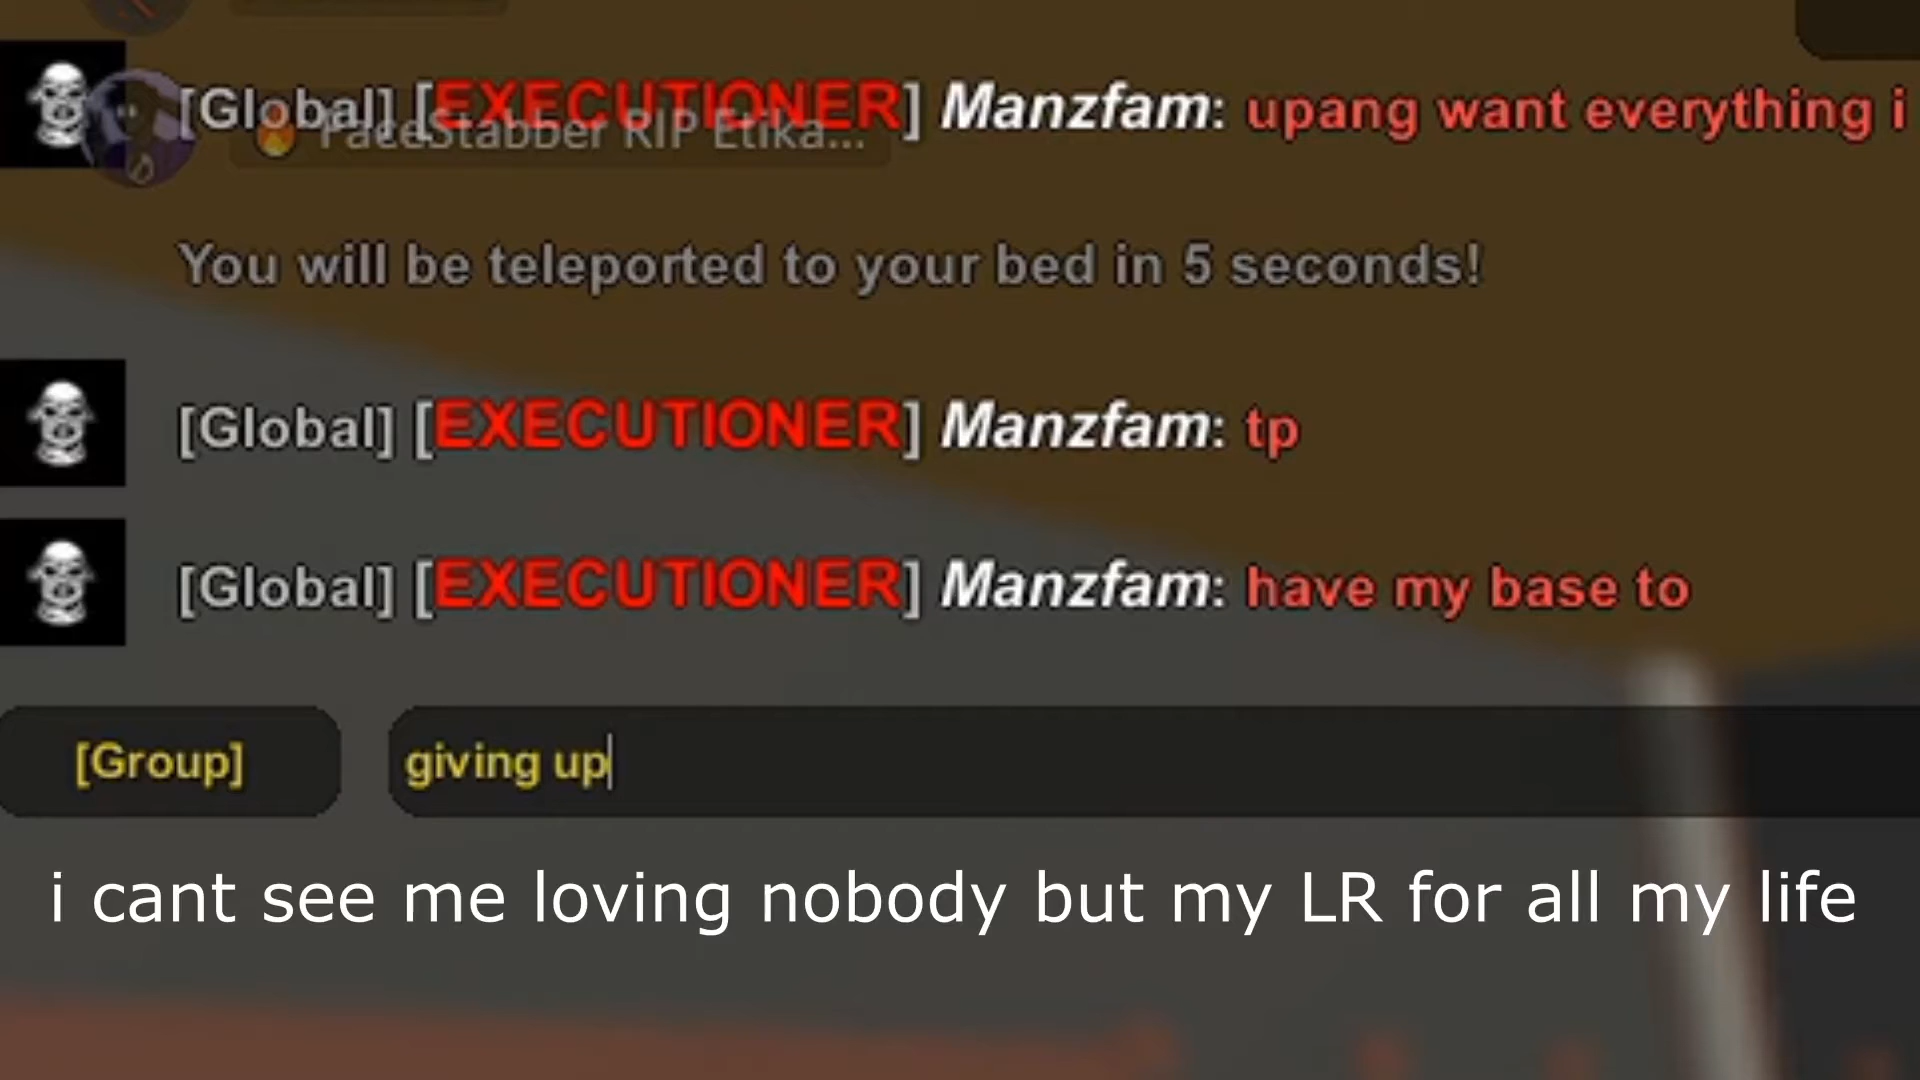 [Global] [EXECUTIONER] Manzfam: upang want everything i
FaceStabber RIP Etika...
You will be teleported to your bed in 5 seconds!
[Global] [EXECUTIONER] Manzfam: tp
[Global] [EXECUTIONER] Manzfam: have my base to
[Group] giving up
i cant see me loving nobody but my LR for all my life